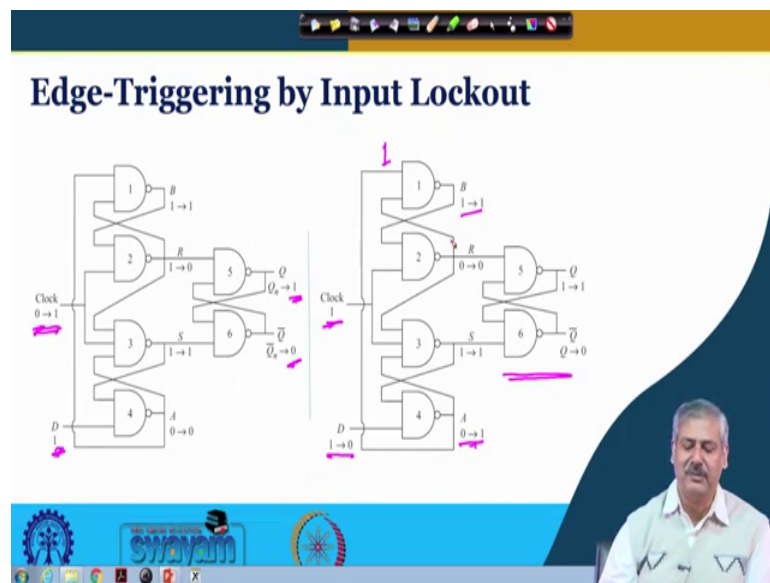 Edge-Triggering by Input Lockout
1
B
1 → 1
2
R
1 → 0
5
Q
Qₙ → 1
Clock
0 → 1
3
S
1 → 1
6
Q̅
Q̅ₙ → 0
4
D
1
A
0 → 0
1
1
B
1 → 1
2
R
0 → 0
5
Q
1 → 1
Clock
1
3
S
1 → 1
6
Q̅
Q → 0
4
D
1 → 0
A
0 → 1
swayam